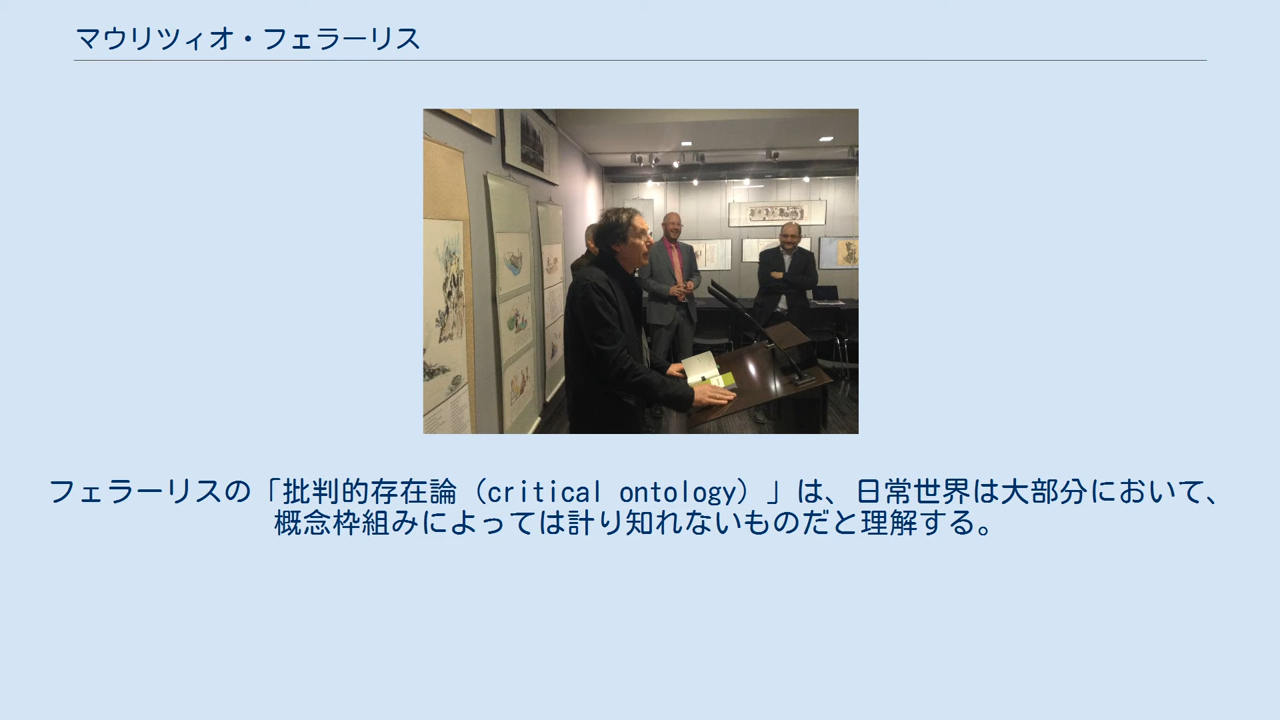 マウリツィオ・フェラーリス
フェラーリスの「批判的存在論（critical ontology）」は、日常世界は大部分において、
概念枠組みによっては計り知れないものだと理解する。